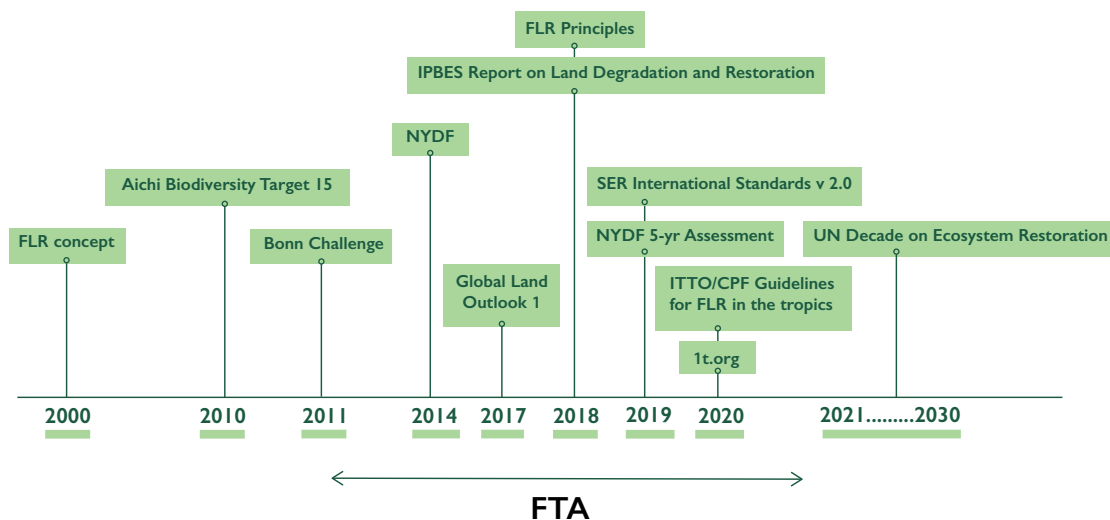 FLR Principles
IPBES Report on Land Degradation and Restoration
NYDF
Aichi Biodiversity Target 15
SER International Standards v 2.0
FLR concept
Bonn Challenge
NYDF 5-yr Assessment
UN Decade on Ecosystem Restoration
Global Land
Outlook 1
ITTO/CPF Guidelines
for FLR in the tropics
1t.org
2000
2010
2011
2014
2017
2018
2019
2020
2021.........2030
FTA